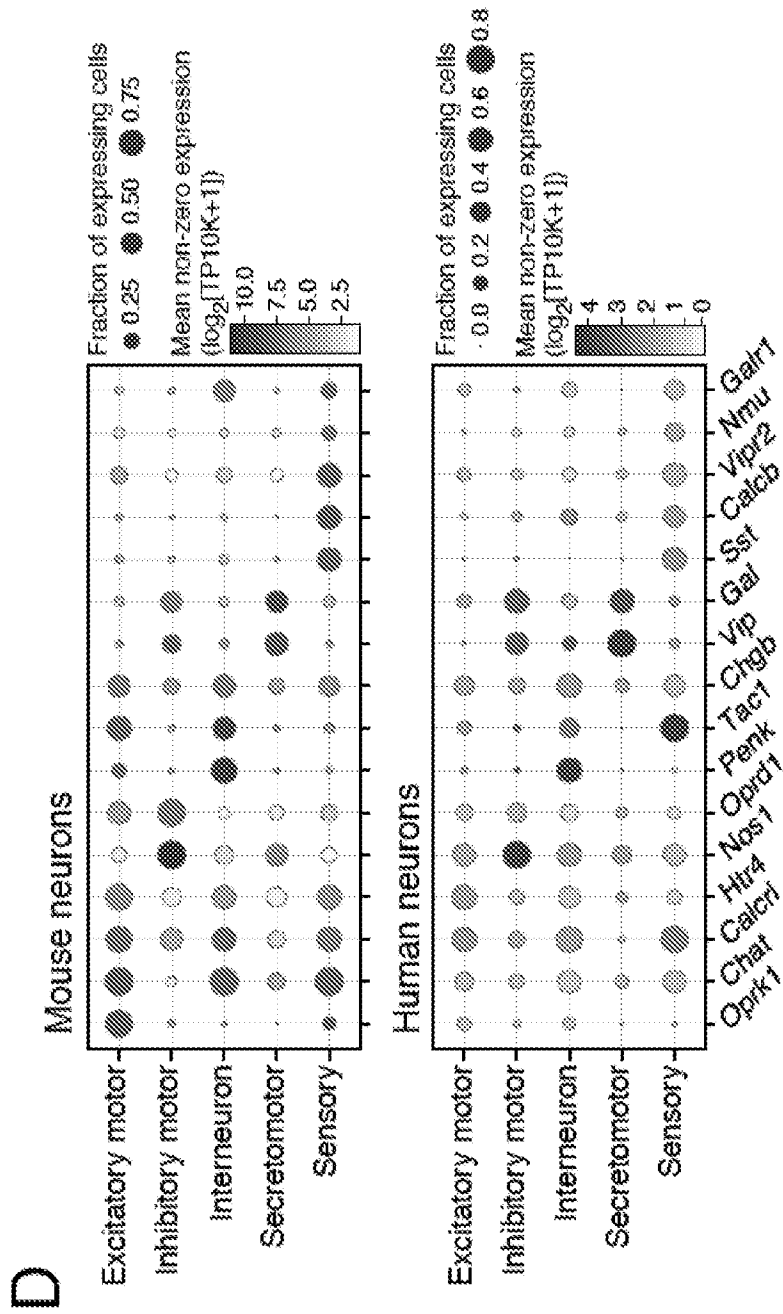 D
Mouse neurons
Excitatory motor
Inhibitory motor
Interneuron
Secretomotor
Sensory
Fraction of expressing cells
0.25 0.50 0.75
Mean non-zero expression
(log2[TP10K+1])
10.0
7.5
5.0
2.5
Human neurons
Excitatory motor
Inhibitory motor
Interneuron
Secretomotor
Sensory
Fraction of expressing cells
0.0 0.2 0.4 0.6 0.8
Mean non-zero expression
(log2[TP10K+1])
4
3
2
1
0
Oprk1
Chat
Calcrl
Htr4
Nos1
Oprd1
Penk
Tac1
Chgb
Vip
Gal
Sst
Calcb
Vipr2
Nmu
Galr1